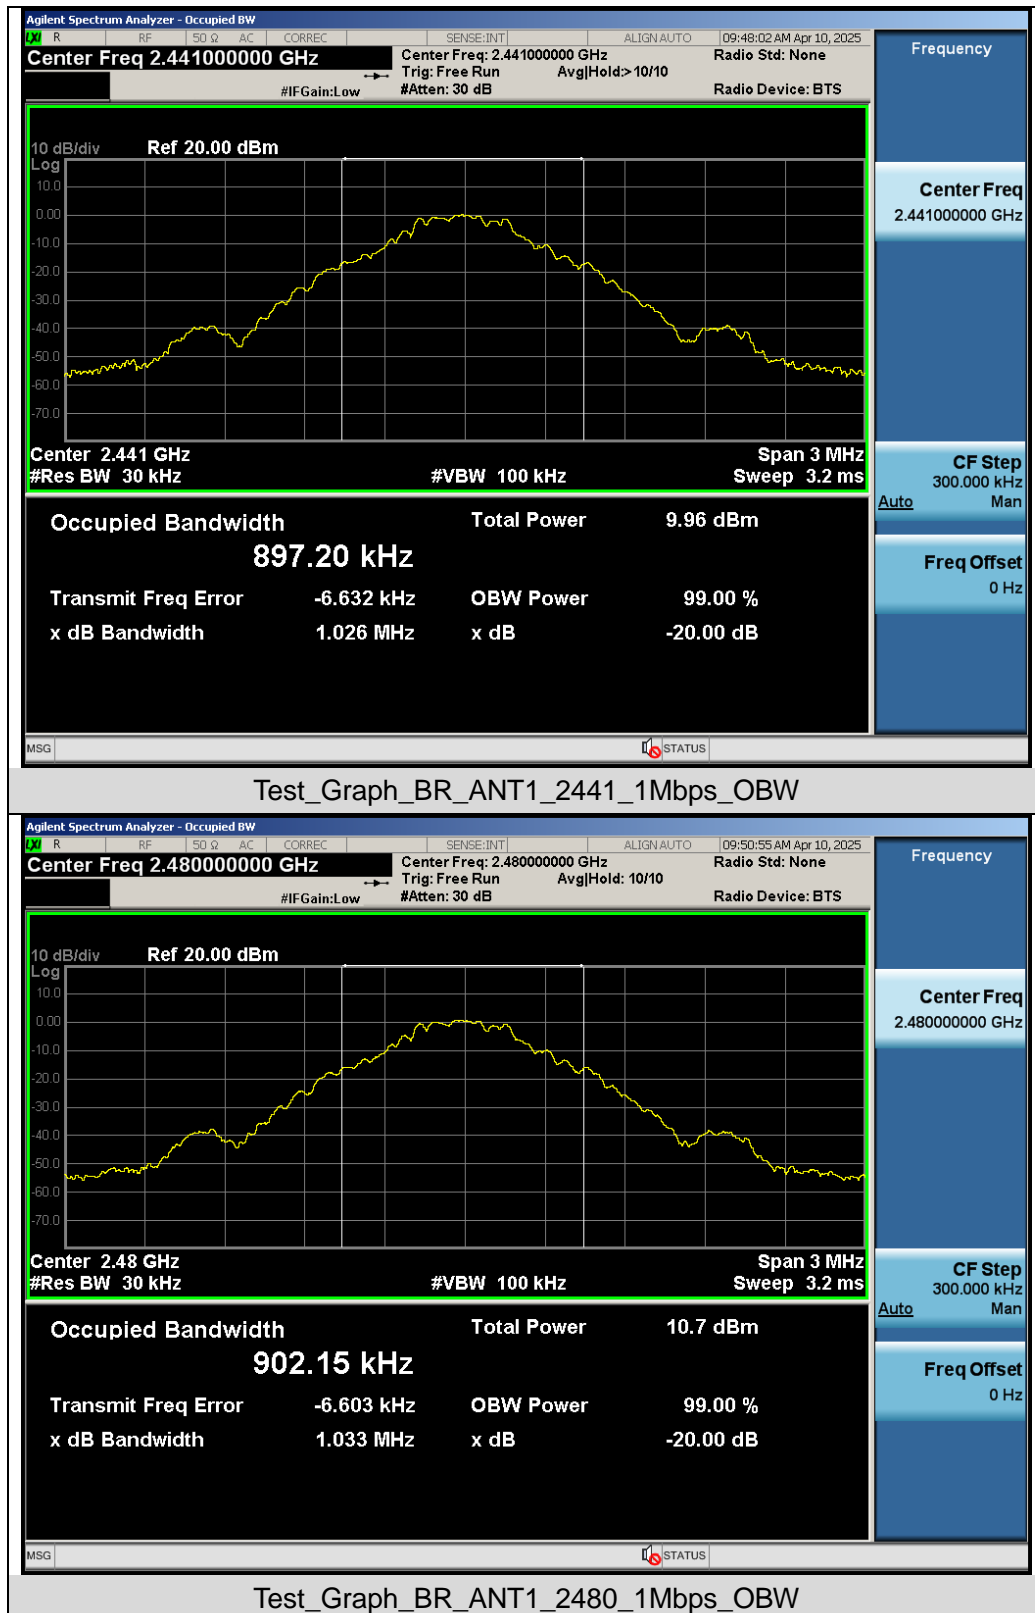 Agilent Spectrum Analyzer - Occupied BW
LXI R RF 50 Ω AC CORREC SENSE:INT ALIGN AUTO 09:48:02 AM Apr 10, 2025
Center Freq 2.441000000 GHz
Center Freq: 2.441000000 GHz
Radio Std: None
Trig: Free Run Avg|Hold:>10/10
#IFGain:Low
#Atten: 30 dB
Radio Device: BTS
Frequency
10 dB/div Ref 20.00 dBm
Log
10.0
0.00
-10.0
-20.0
-30.0
-40.0
-50.0
-60.0
-70.0
Center 2.441 GHz Span 3 MHz
#Res BW 30 kHz #VBW 100 kHz Sweep 3.2 ms
Center Freq
2.441000000 GHz
CF Step
300.000 kHz
Auto Man
Freq Offset
0 Hz
Occupied Bandwidth Total Power 9.96 dBm
897.20 kHz
Transmit Freq Error -6.632 kHz OBW Power 99.00 %
x dB Bandwidth 1.026 MHz x dB -20.00 dB
MSG STATUS
Test_Graph_BR_ANT1_2441_1Mbps_OBW
Agilent Spectrum Analyzer - Occupied BW
LXI R RF 50 Ω AC CORREC SENSE:INT ALIGN AUTO 09:50:55 AM Apr 10, 2025
Center Freq 2.480000000 GHz
Center Freq: 2.480000000 GHz
Radio Std: None
Trig: Free Run Avg|Hold: 10/10
#IFGain:Low
#Atten: 30 dB
Radio Device: BTS
Frequency
10 dB/div Ref 20.00 dBm
Log
10.0
0.00
-10.0
-20.0
-30.0
-40.0
-50.0
-60.0
-70.0
Center 2.48 GHz Span 3 MHz
#Res BW 30 kHz #VBW 100 kHz Sweep 3.2 ms
Center Freq
2.480000000 GHz
CF Step
300.000 kHz
Auto Man
Freq Offset
0 Hz
Occupied Bandwidth Total Power 10.7 dBm
902.15 kHz
Transmit Freq Error -6.603 kHz OBW Power 99.00 %
x dB Bandwidth 1.033 MHz x dB -20.00 dB
MSG STATUS
Test_Graph_BR_ANT1_2480_1Mbps_OBW